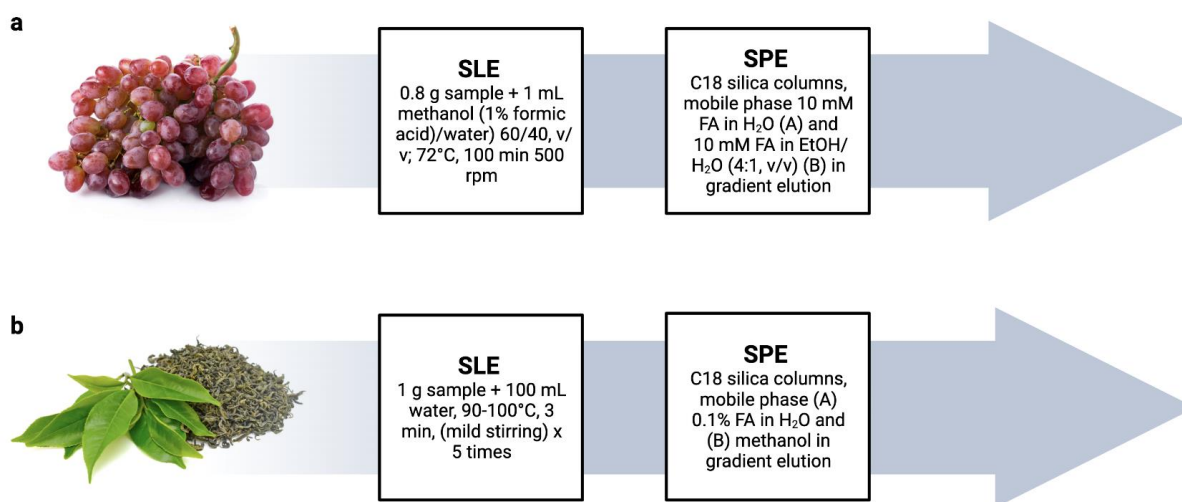 a
SLE
0.8 g sample + 1 mL
methanol (1% formic
acid)/water) 60/40, v/
v; 72°C, 100 min 500
rpm
SPE
C18 silica columns,
mobile phase 10 mM
FA in H₂O (A) and
10 mM FA in EtOH/
H₂O (4:1, v/v) (B) in
gradient elution
b
SLE
1 g sample + 100 mL
water, 90-100°C, 3
min, (mild stirring) x
5 times
SPE
C18 silica columns,
mobile phase (A)
0.1% FA in H₂O and
(B) methanol in
gradient elution